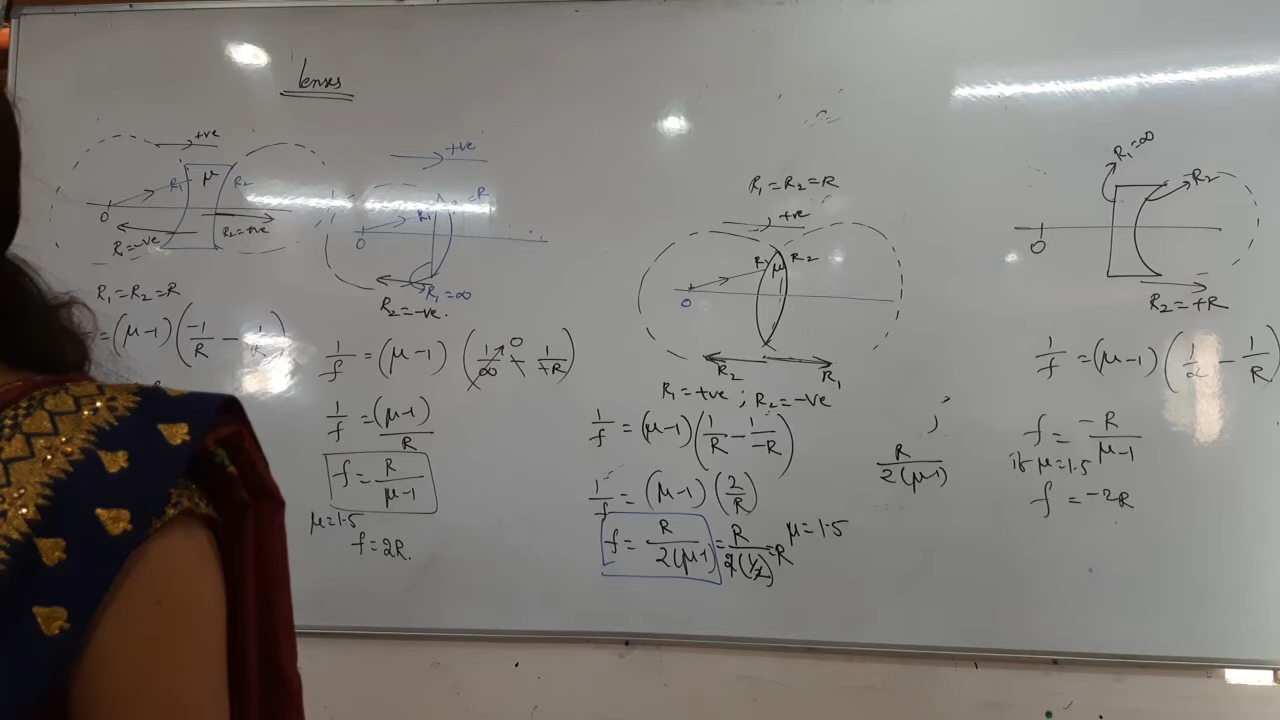 lenses
+ve
R₁ μ R₂
O
R=-ve R₂=+ve
R₁=R₂=R
=(μ-1)(-1/R - 1/R)
+ve
=R
R₁
O
R₁=∞
R₂=-ve.
1/f = (μ-1) (1/∞ - 1/-R)
0
1/f = (μ-1)/R
f = R/μ-1
μ=1.5
f=2R.
R₁=R₂=R
+ve
R₁ μ R₂
O
R₂ R₁
R₁=+ve ; R₂=-ve
1/f = (μ-1)(1/R - 1/-R)
1/f = (μ-1)(2/R)
f = R/2(μ-1) = R/2(1/2) = R μ=1.5
R/2(μ-1)
R₁=∞
R₂
O
R₂=+R
1/f = (μ-1)(1/α - 1/R)
f = -R/μ-1
if μ=1.5
f = -2R